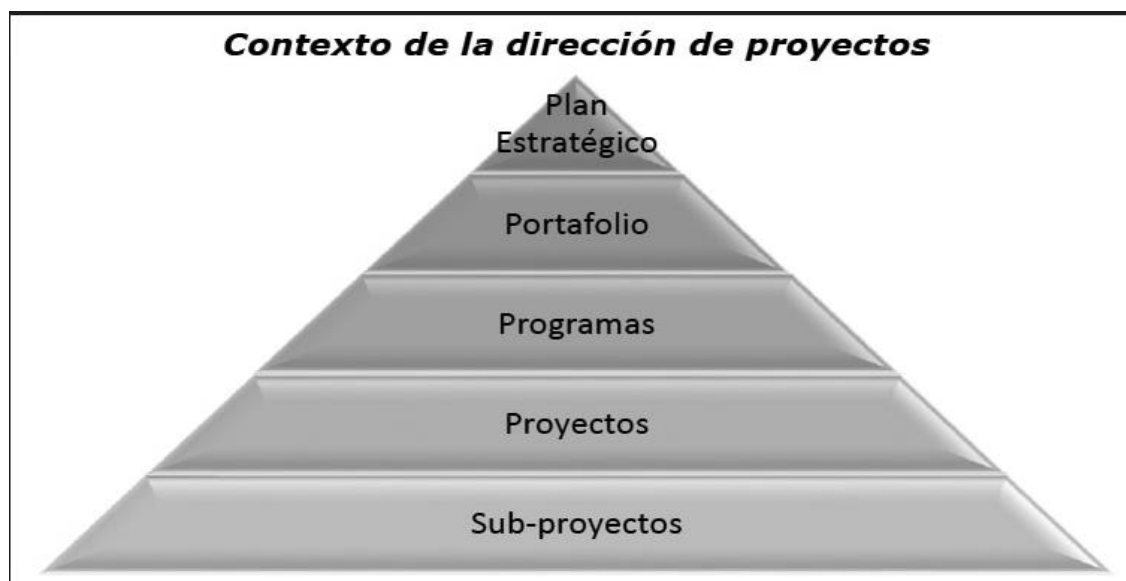 Contexto de la dirección de proyectos
Plan
Estratégico
Portafolio
Programas
Proyectos
Sub-proyectos